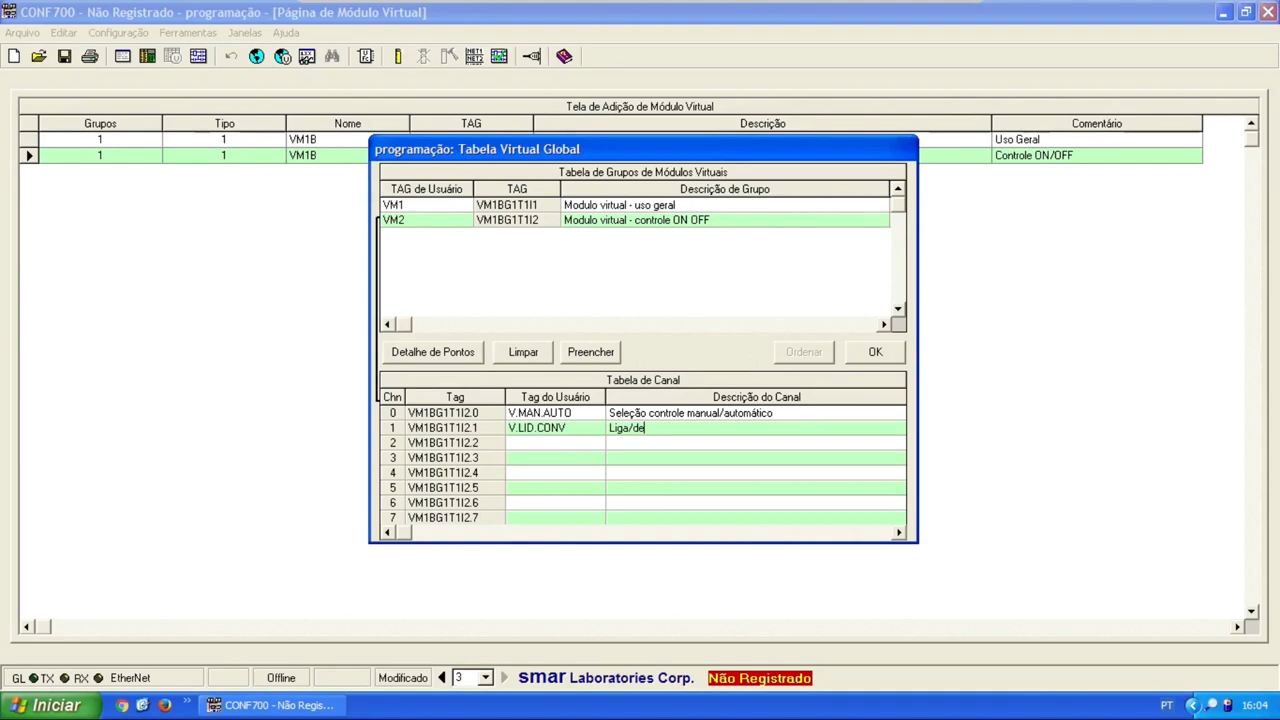 CONF700 - Não Registrado - programação - [Página de Módulo Virtual]
Arquivo Editar Configuração Ferramentas Janelas Ajuda
Tela de Adição de Módulo Virtual
Grupos Tipo Nome TAG Descrição Comentário
1 1 VM1B Uso Geral
1 1 VM1B Controle ON/OFF
programação: Tabela Virtual Global
Tabela de Grupos de Módulos Virtuais
TAG de Usuário TAG Descrição de Grupo
VM1 VM1BG1T1I1 Modulo virtual - uso geral
VM2 VM1BG1T1I2 Modulo virtual - controle ON OFF
Detalhe de Pontos Limpar Preencher Ordenar OK
Tabela de Canal
Chn Tag Tag do Usuário Descrição do Canal
0 VM1BG1T1I2.0 V.MAN.AUTO Seleção controle manual/automático
1 VM1BG1T1I2.1 V.LID.CONV Liga/de
2 VM1BG1T1I2.2
3 VM1BG1T1I2.3
4 VM1BG1T1I2.4
5 VM1BG1T1I2.5
6 VM1BG1T1I2.6
7 VM1BG1T1I2.7
GL TX RX EtherNet Offline Modificado 3 smar Laboratories Corp. Não Registrado
Iniciar CONF700 - Não Regis... PT 16:04